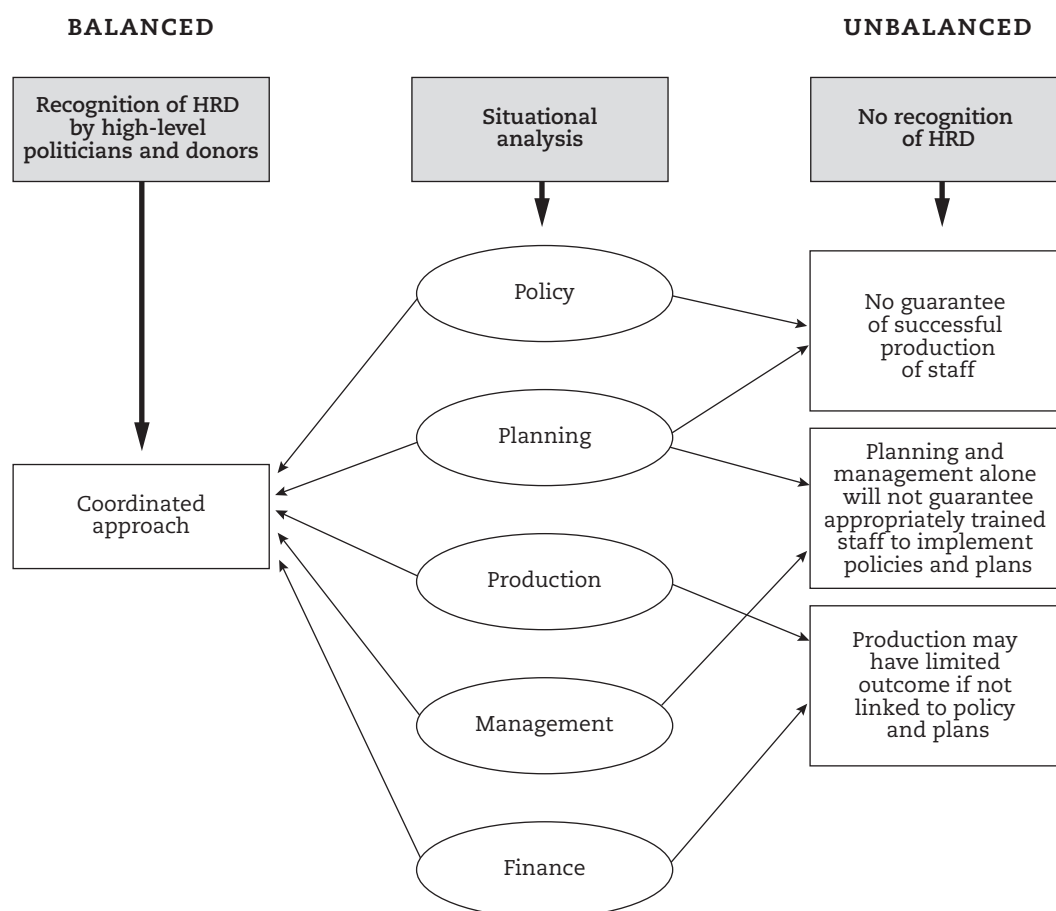 BALANCED
UNBALANCED
Recognition of HRD
by high-level
politicians and donors
Situational
analysis
No recognition
of HRD
Policy
Planning
Production
Management
Finance
Coordinated
approach
No guarantee
of successful
production
of staff
Planning and
management alone
will not guarantee
appropriately trained
staff to implement
policies and plans
Production may
have limited
outcome if not
linked to policy
and plans